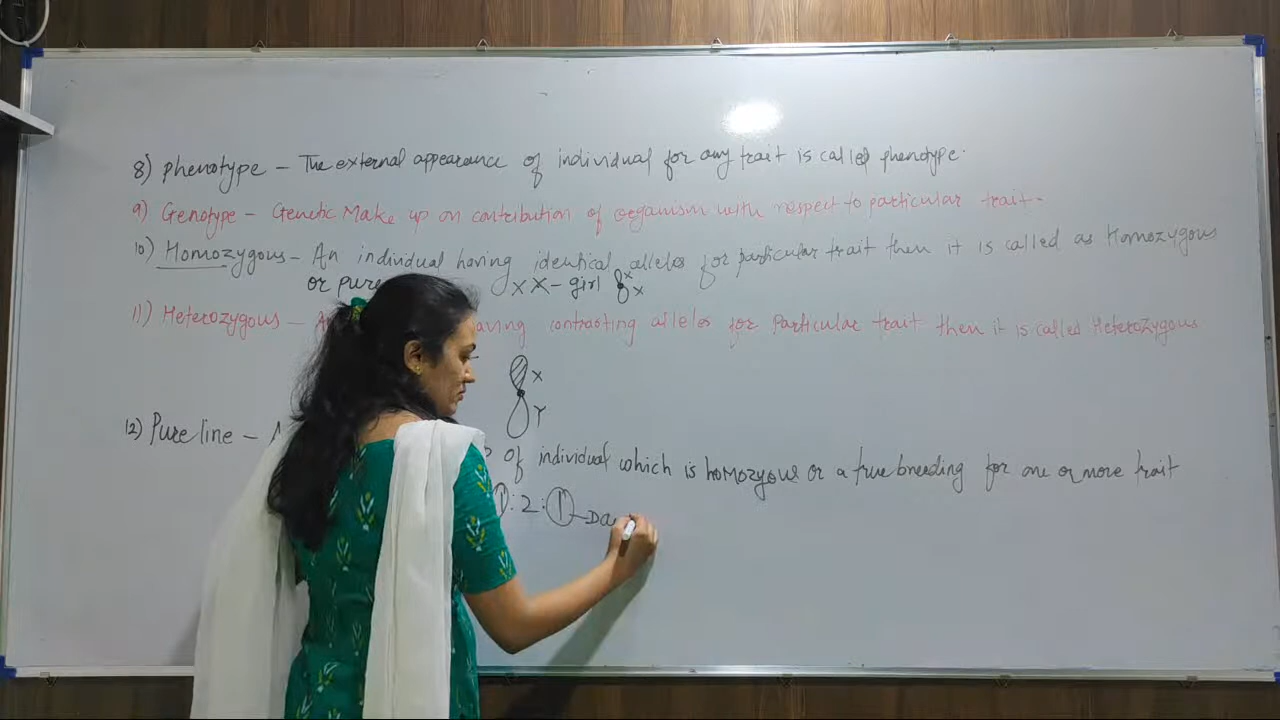 8) Phenotype - The external appearance of individual for any trait is called phenotype.
9) Genotype - Genetic Make up on contribution of organism with respect to particular trait -
10) Homozygous - An individual having identical alleles for particular trait then it is called as Homozygous
or pure XX - girl X
X
11) Heterozygous - having contrasting alleles for Particular trait then it is called Heterozygous
X
Y
12) Pure line - A of individual which is homozyous or a true breeding for one or more trait
1 : 2 : 1 - Da